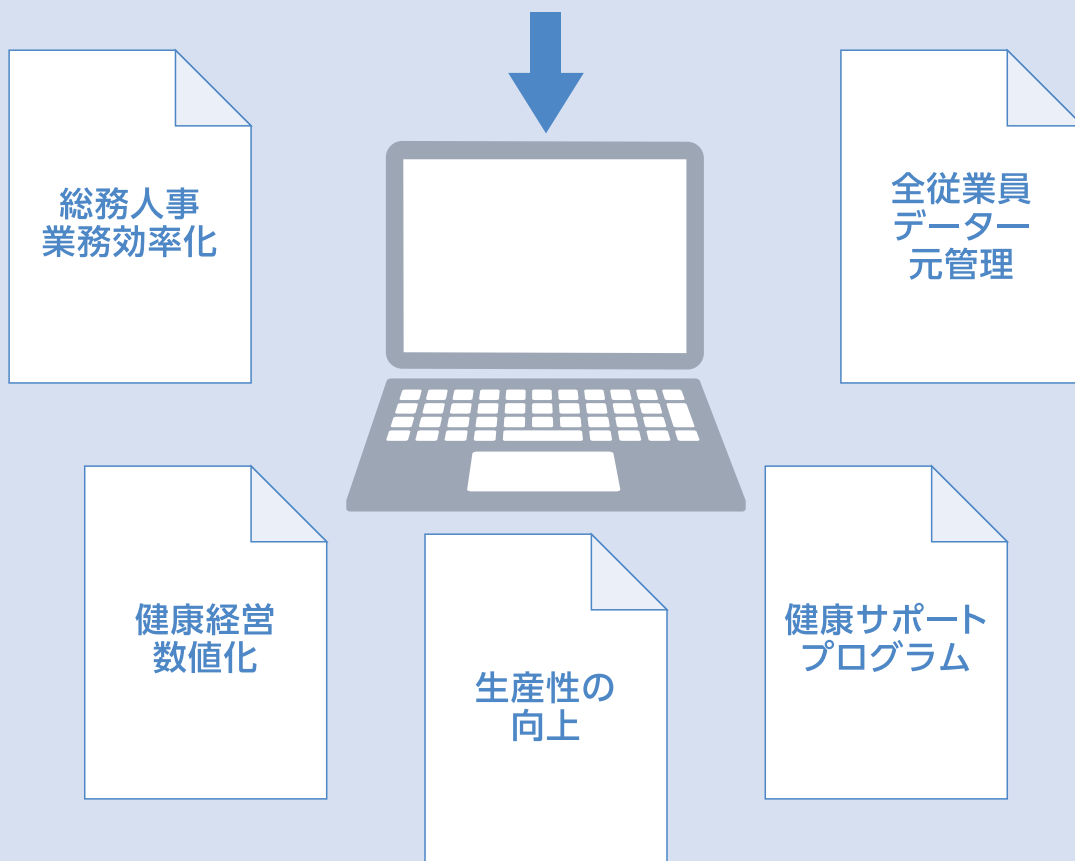 総務人事
業務効率化
全従業員
データ一
元管理
健康経営
数値化
生産性の
向上
健康サポート
プログラム